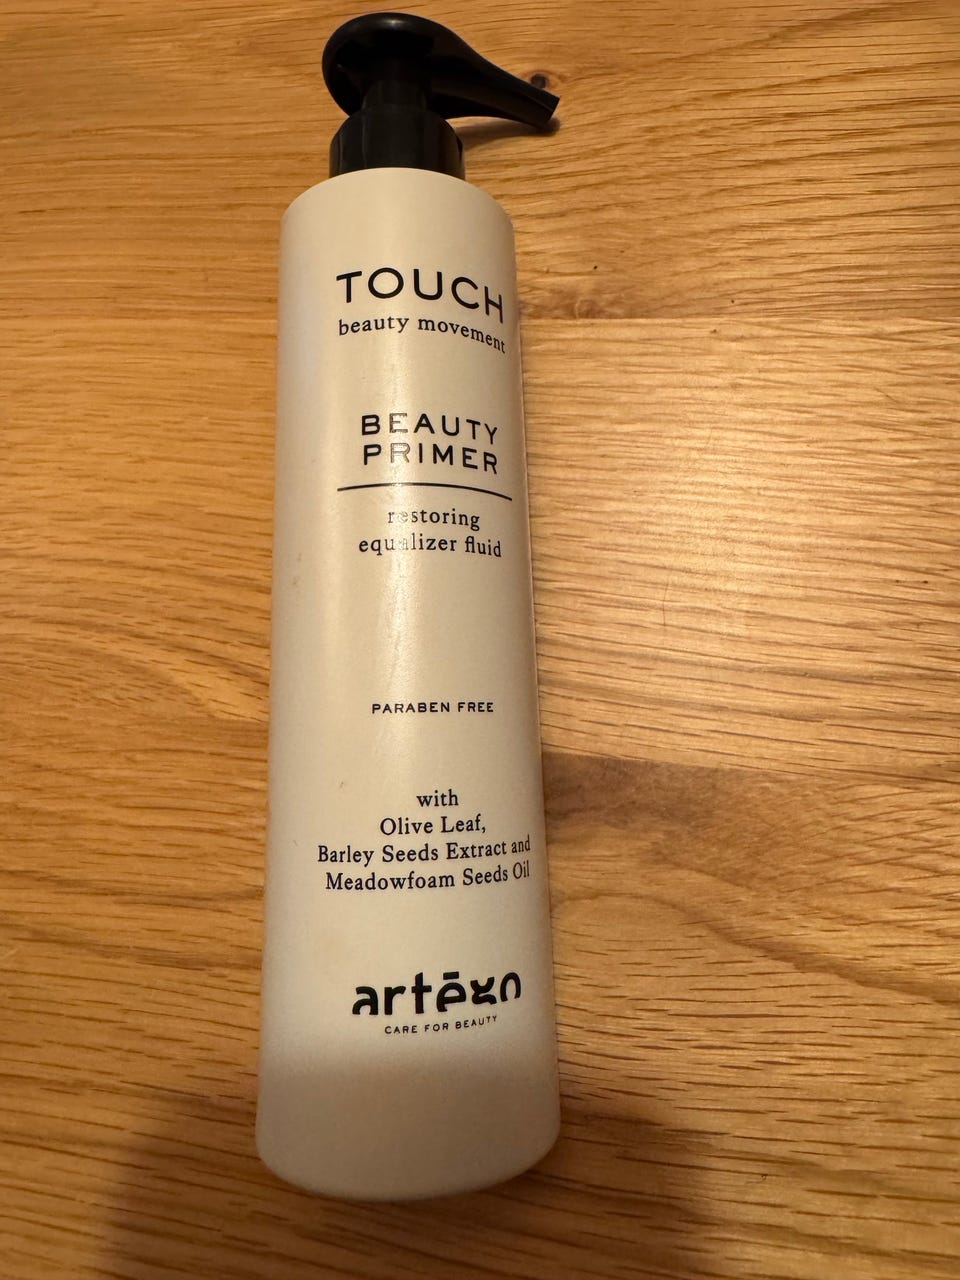 TOUCH
beauty movement
BEAUTY
PRIMER
restoring
equalizer fluid
PARABEN FREE
with
Olive Leaf,
Barley Seeds Extract and
Meadowfoam Seeds Oil
artēgo
CARE FOR BEAUTY